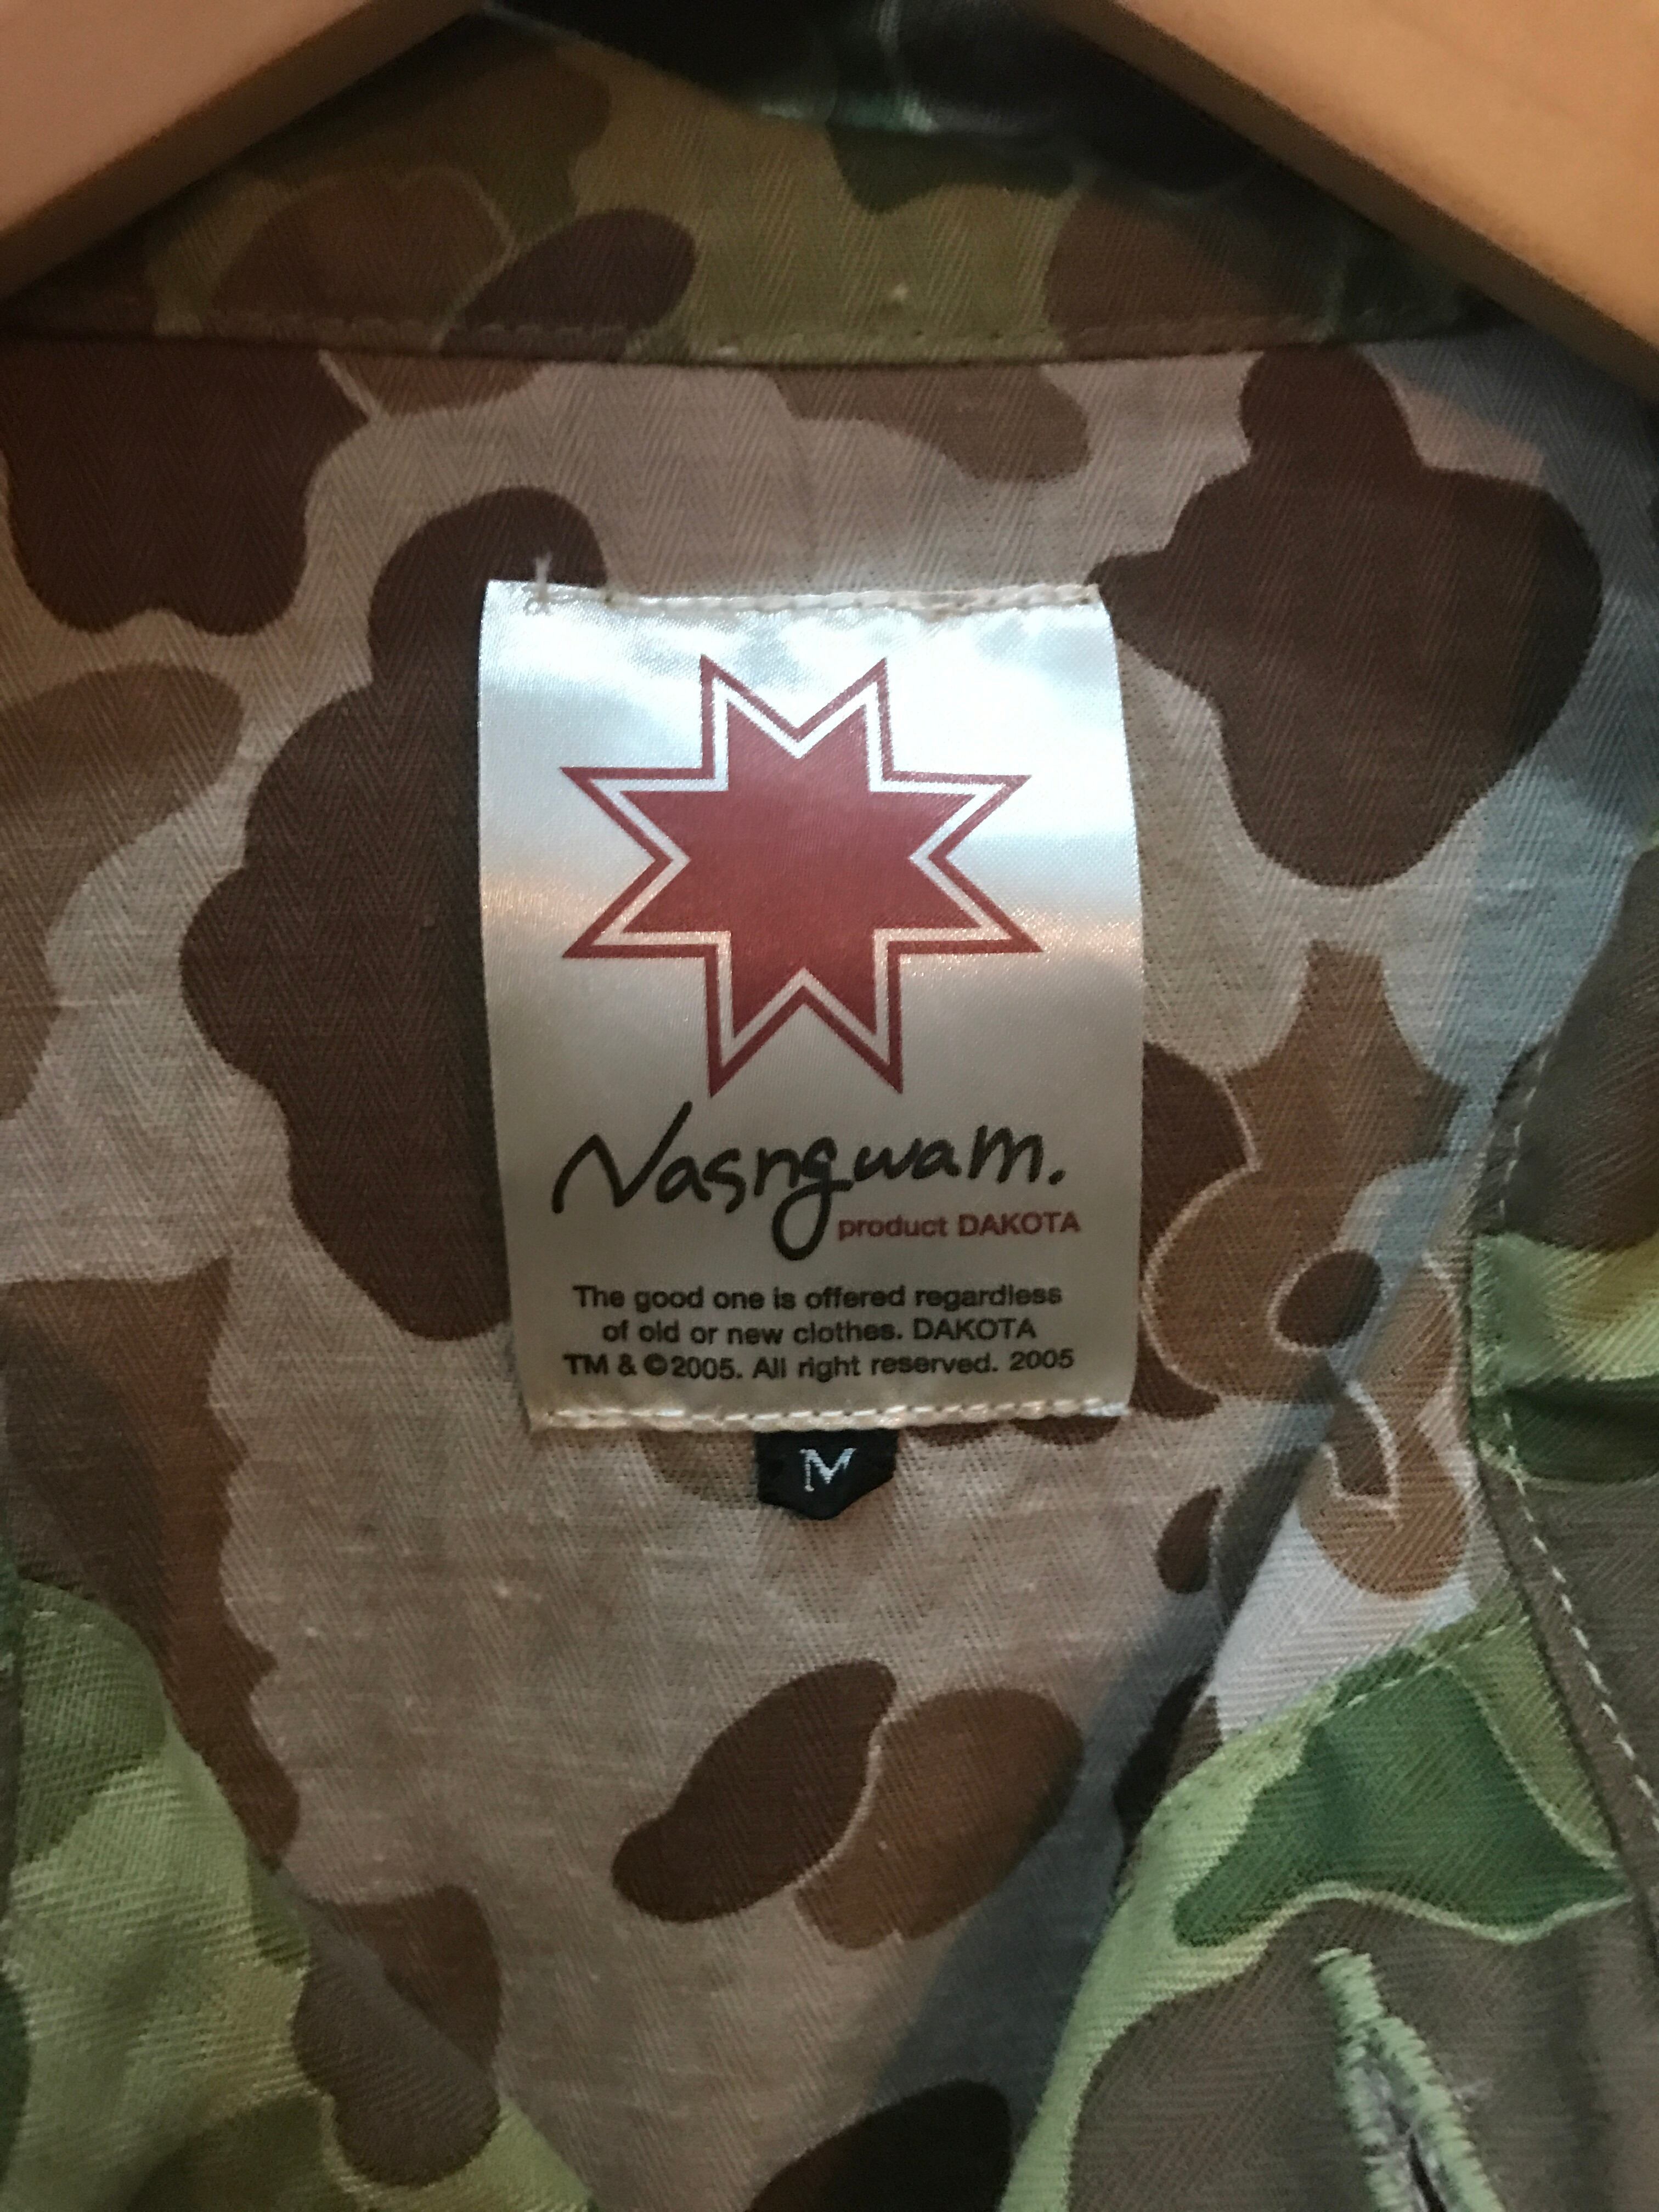 Nasngwam.
product DAKOTA
The good one is offered regardless
of old or new clothes. DAKOTA
TM & ©2005. All right reserved. 2005
M